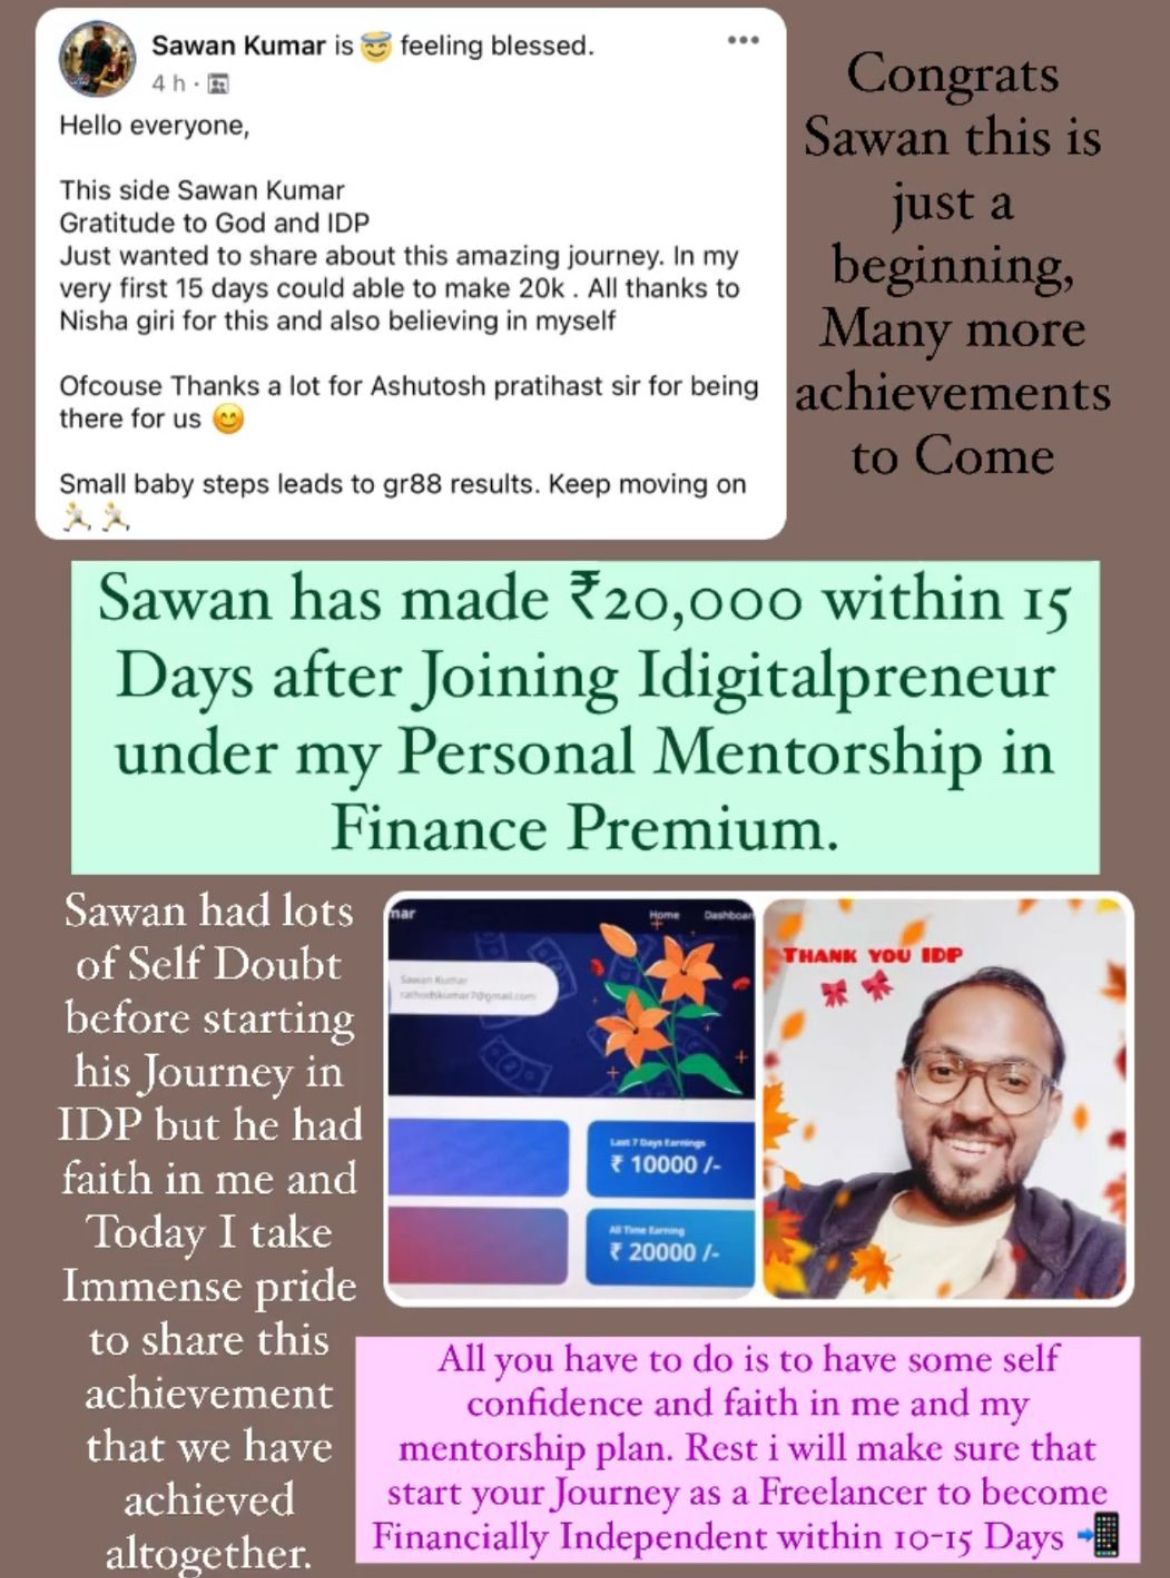 Sawan Kumar is 😇 feeling blessed.
4 h ·
Hello everyone,
This side Sawan Kumar
Gratitude to God and IDP
Just wanted to share about this amazing journey. In my
very first 15 days could able to make 20k . All thanks to
Nisha giri for this and also believing in myself
Ofcouse Thanks a lot for Ashutosh pratihast sir for being
there for us 😊
Small baby steps leads to gr88 results. Keep moving on
🏃🏃
Congrats
Sawan this is
just a
beginning,
Many more
achievements
to Come
Sawan has made ₹20,000 within 15
Days after Joining Idigitalpreneur
under my Personal Mentorship in
Finance Premium.
Sawan had lots
of Self Doubt
before starting
his Journey in
IDP but he had
faith in me and
Today I take
Immense pride
to share this
achievement
that we have
achieved
altogether.
mar
Home Dashboar
Sawan Kumar
Last 7 Days Earnings
₹ 10000 /-
All Time Earning
₹ 20000 /-
THANK YOU IDP
All you have to do is to have some self
confidence and faith in me and my
mentorship plan. Rest i will make sure that
start your Journey as a Freelancer to become
Financially Independent within 10-15 Days 📲